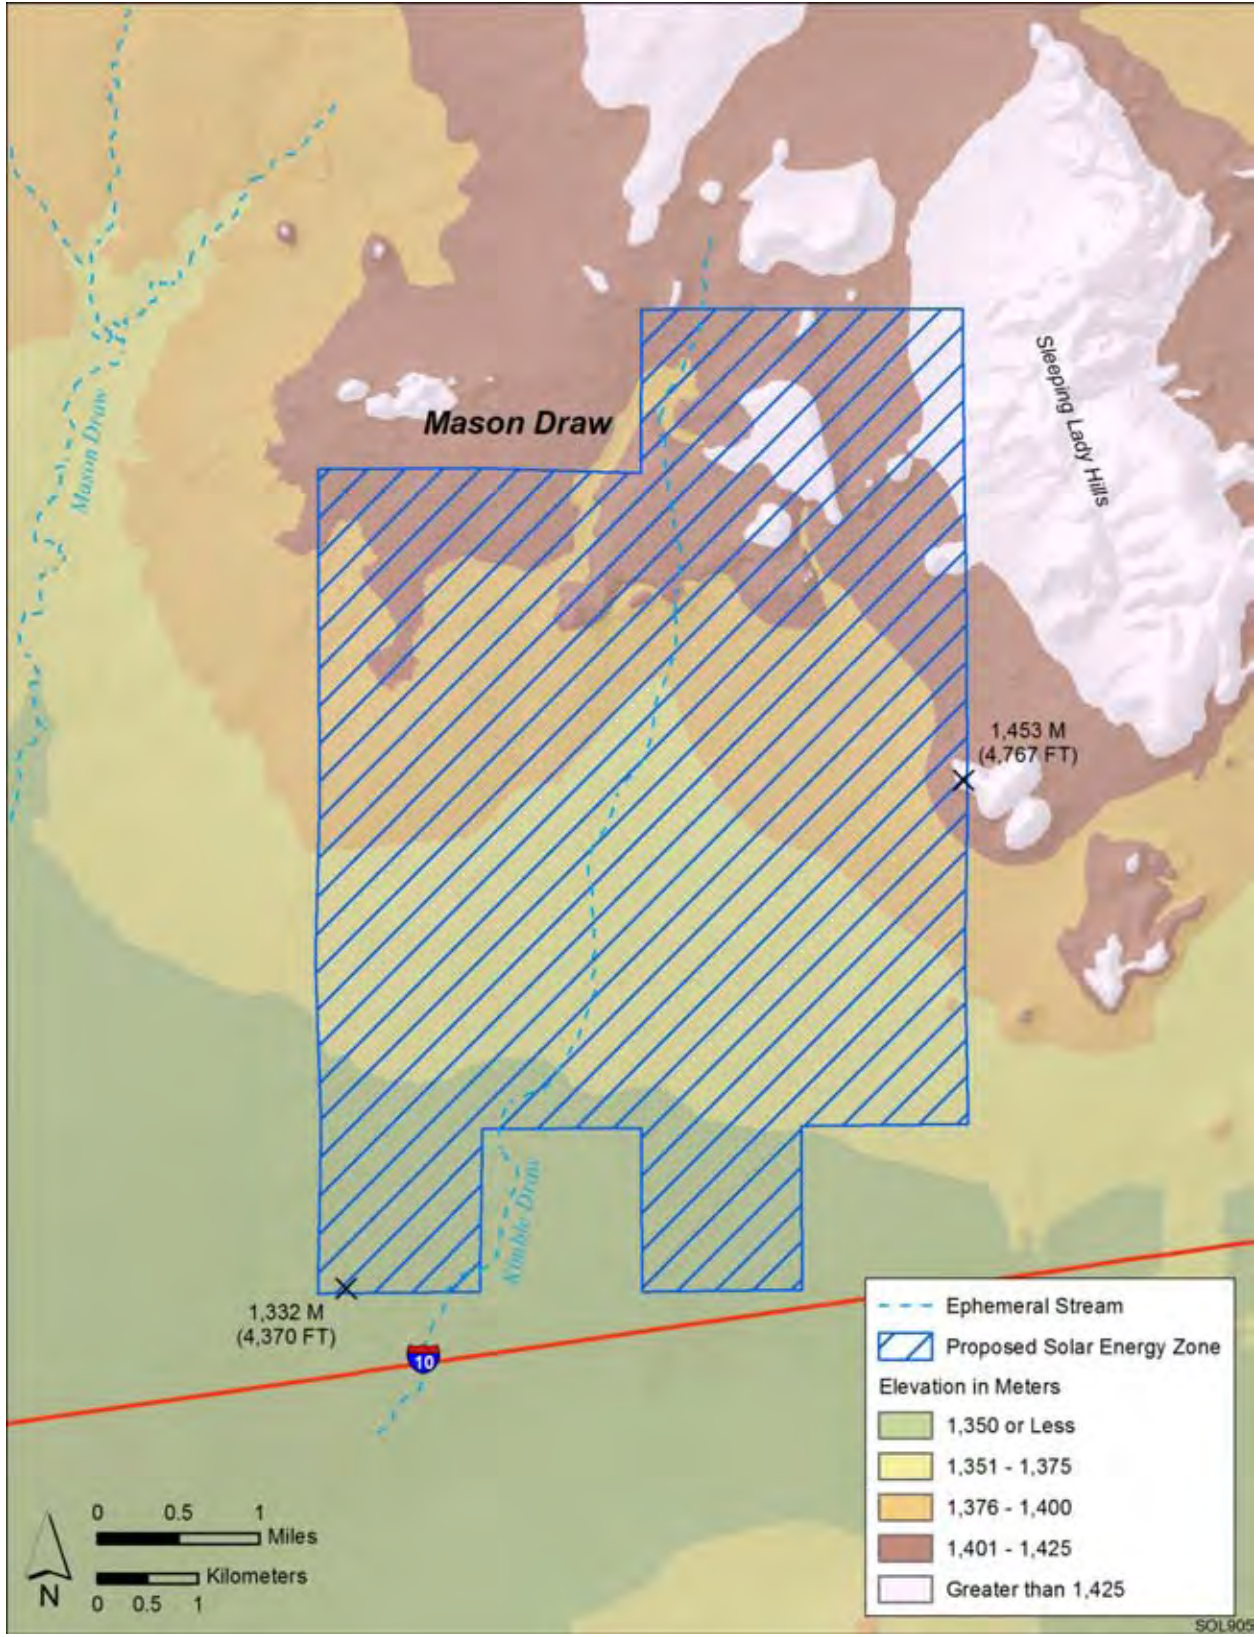 Sleeping Lady Hills
Mason Draw
Mason Draw
1,453 M
(4,767 FT)
Kimble Draw
1,332 M
(4,370 FT)
10
Ephemeral Stream
Proposed Solar Energy Zone
Elevation in Meters
1,350 or Less
1,351 - 1,375
1,376 - 1,400
1,401 - 1,425
Greater than 1,425
0 0.5 1
Miles
Kilometers
0 0.5 1
N
SOL905